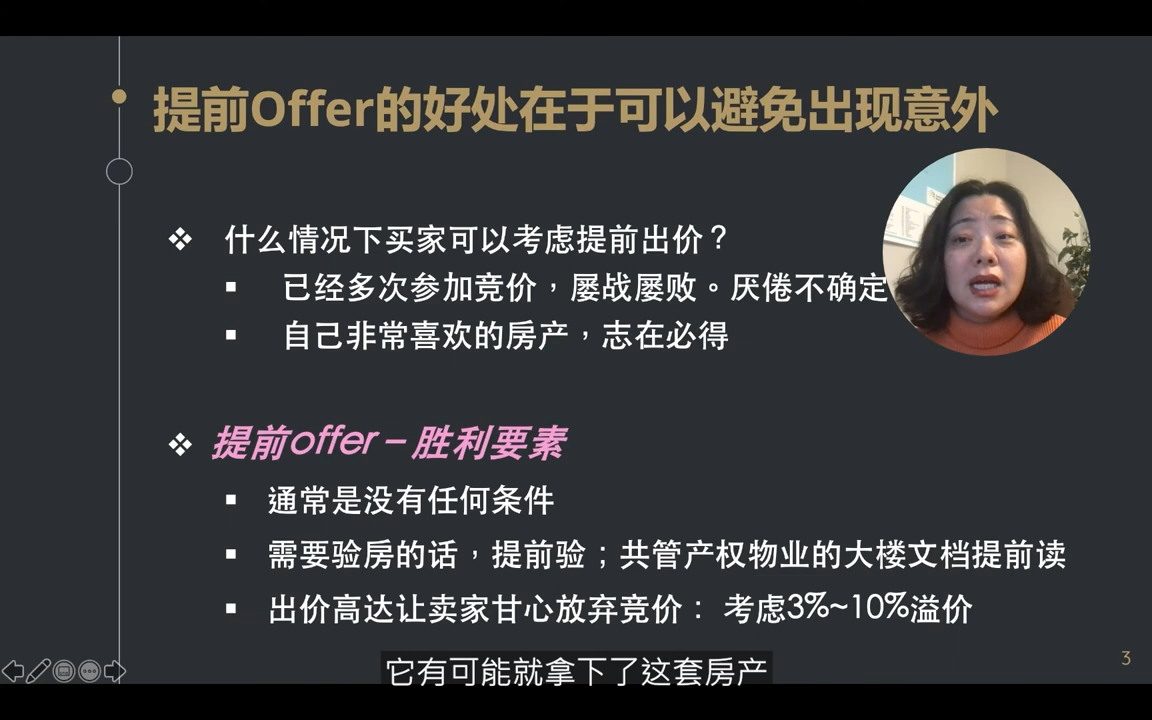 提前Offer的好处在于可以避免出现意外
❖ 什么情况下买家可以考虑提前出价？
▪ 已经多次参加竞价，屡战屡败。厌倦不确定
▪ 自己非常喜欢的房产，志在必得
❖ 提前offer – 胜利要素
▪ 通常是没有任何条件
▪ 需要验房的话，提前验；共管产权物业的大楼文档提前读
▪ 出价高达让卖家甘心放弃竞价： 考虑3%~10%溢价
3
它有可能就拿下了这套房产